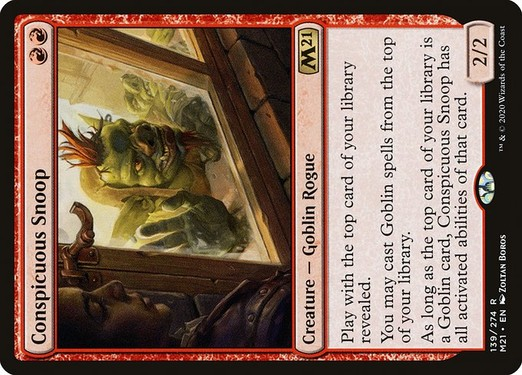 Conspicuous Snoop
M21
Creature — Goblin Rogue
Play with the top card of your library
revealed.
You may cast Goblin spells from the top
of your library.
As long as the top card of your library is
a Goblin card, Conspicuous Snoop has
all activated abilities of that card.
2/2
139/274 R
M21 • EN ZOLTAN BOROS
™ & © 2020 Wizards of the Coast